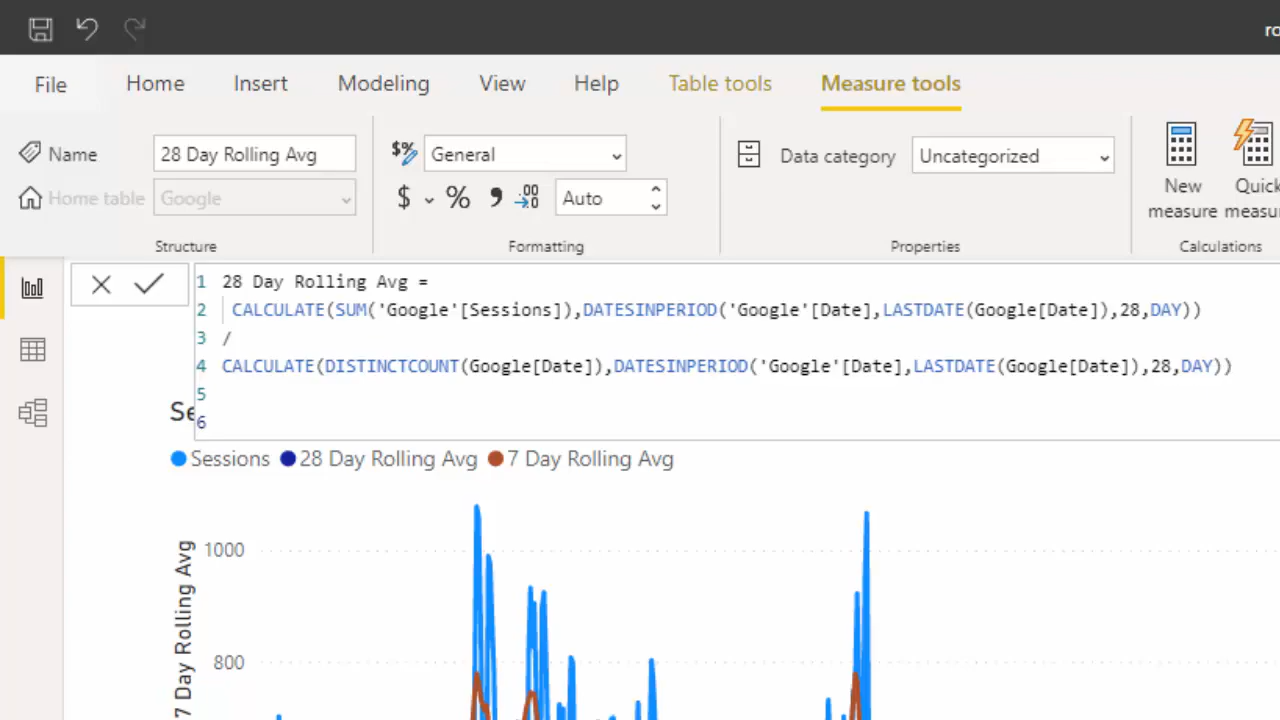 File Home Insert Modeling View Help Table tools Measure tools
Name 28 Day Rolling Avg $% General Data category Uncategorized
Home table Google $ % 9 .00 Auto
New measure
Quick
Structure Formatting Properties Calculations
1 28 Day Rolling Avg =
2 CALCULATE(SUM('Google'[Sessions]),DATESINPERIOD('Google'[Date],LASTDATE(Google[Date]),28,DAY))
3 /
4 CALCULATE(DISTINCTCOUNT(Google[Date]),DATESINPERIOD('Google'[Date],LASTDATE(Google[Date]),28,DAY))
5
6
Sessions 28 Day Rolling Avg 7 Day Rolling Avg
7 Day Rolling Avg
1000
800